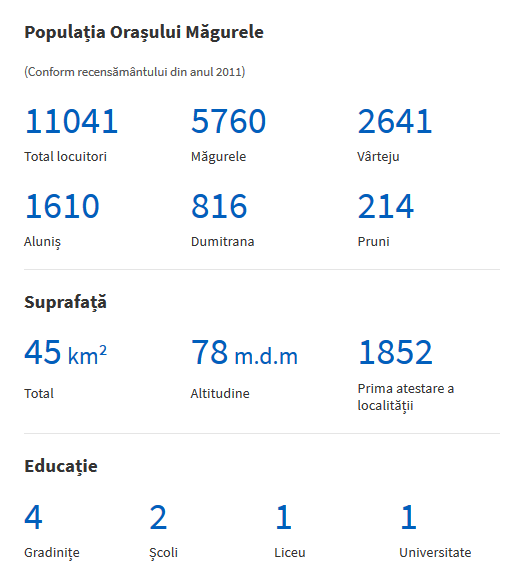 Populația Orașului Măgurele
(Conform recensământului din anul 2011)
11041 5760 2641
Total locuitori Măgurele Vârteju
1610 816 214
Aluniș Dumitrana Pruni
Suprafață
45 km² 78 m.d.m 1852
Total Altitudine Prima atestare a
localității
Educație
4 2 1 1
Gradinițe Școli Liceu Universitate